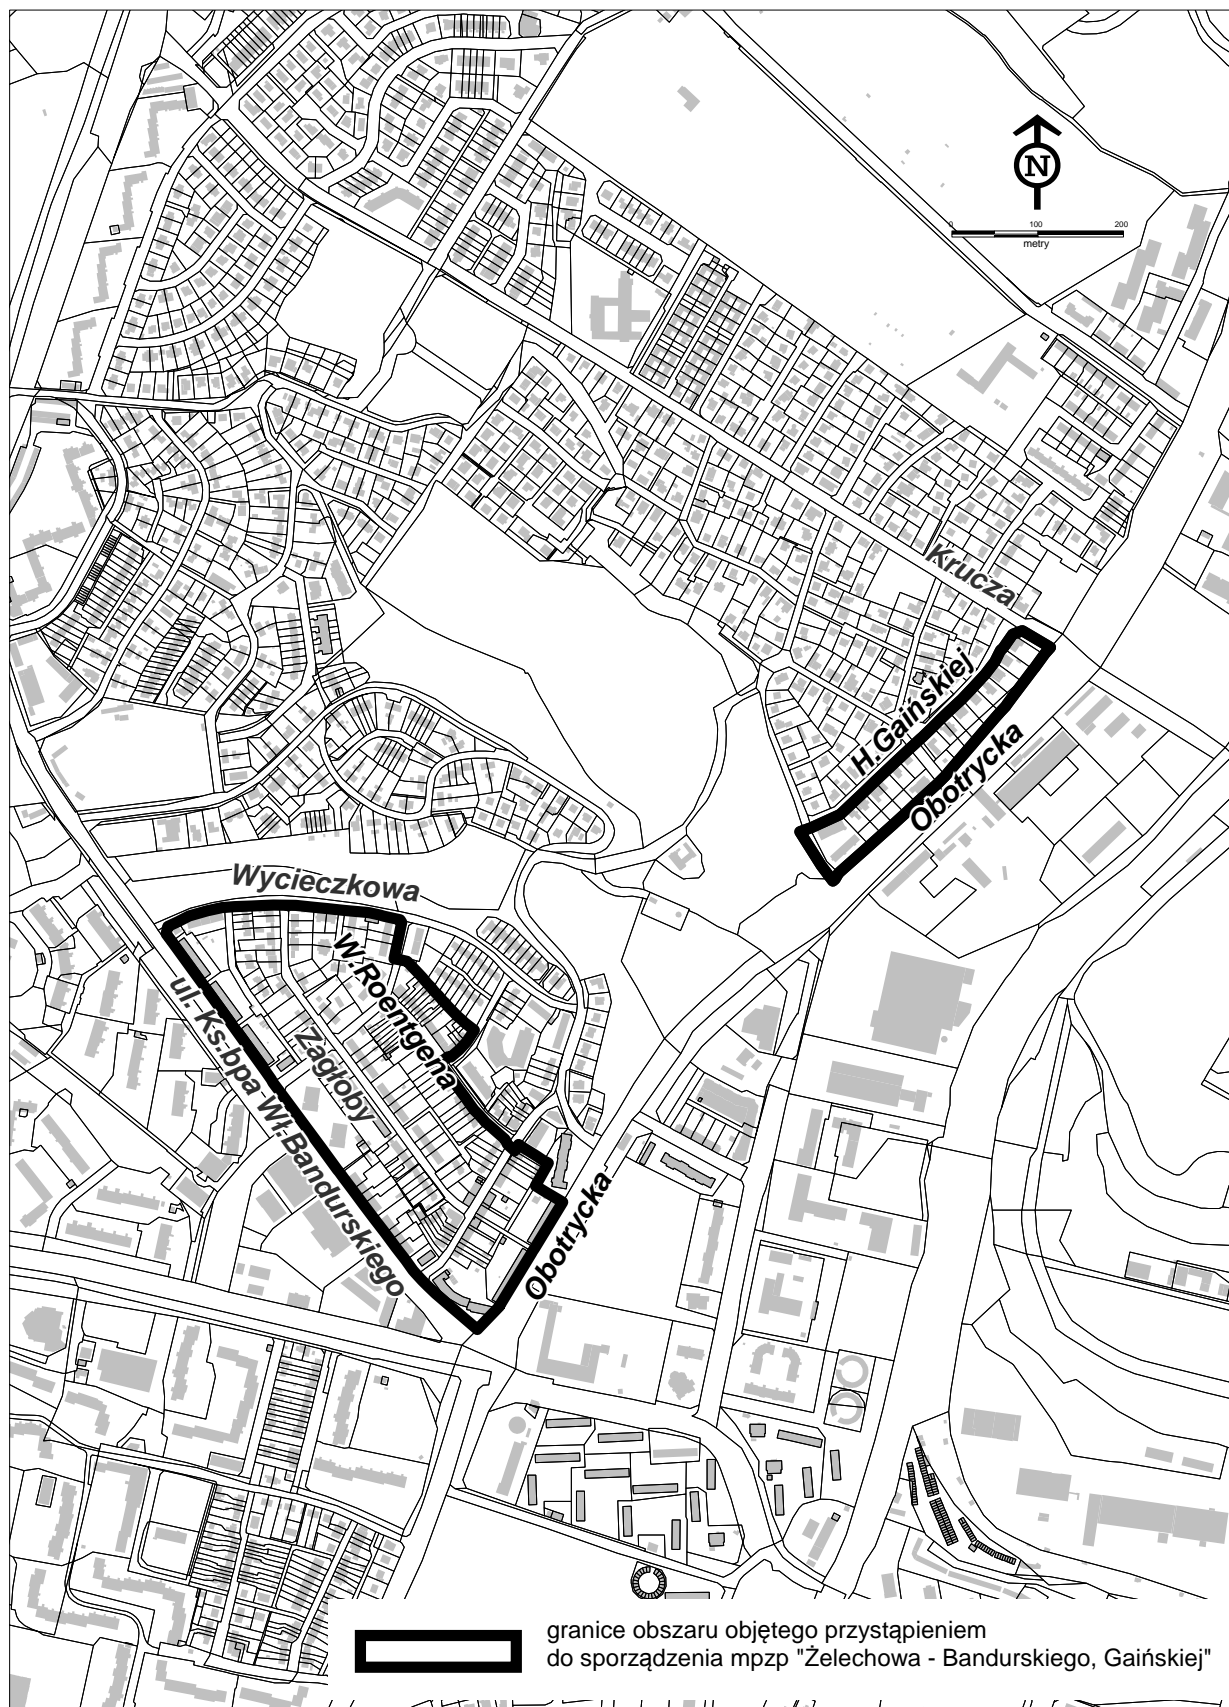 N
0 100 200
metry
Krucza
H.Gaińskiej
Obotrycka
Wycieczkowa
W.Roentgena
Zagłoby
ul. Ks.bpa Wł.Bandurskiego
Obotrycka
granice obszaru objętego przystąpieniem
do sporządzenia mpzp "Żelechowa - Bandurskiego, Gaińskiej"